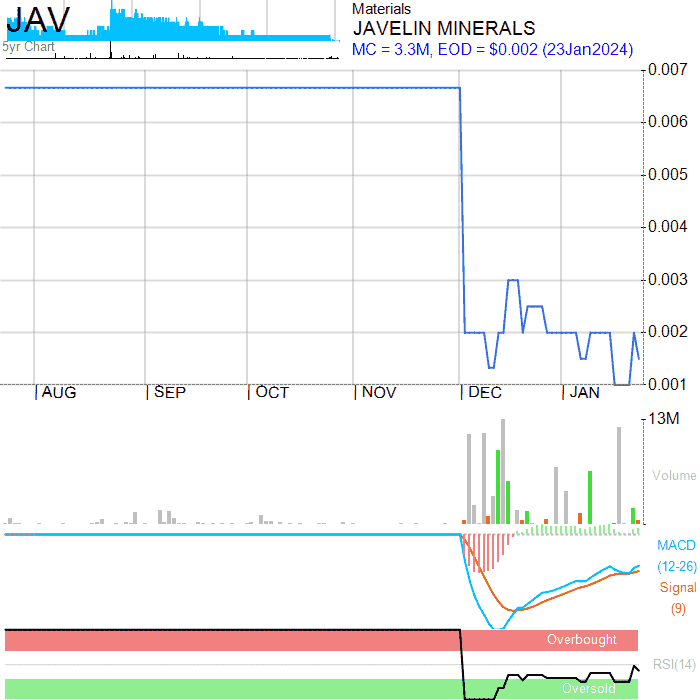 JAV
5yr Chart
Materials
JAVELIN MINERALS
MC = 3.3M, EOD = $0.002 (23Jan2024)
0.007
0.006
0.005
0.004
0.003
0.002
0.001
AUG SEP OCT NOV DEC JAN
13M
Volume
MACD
(12-26)
Signal
(9)
Overbought
RSI(14)
Oversold